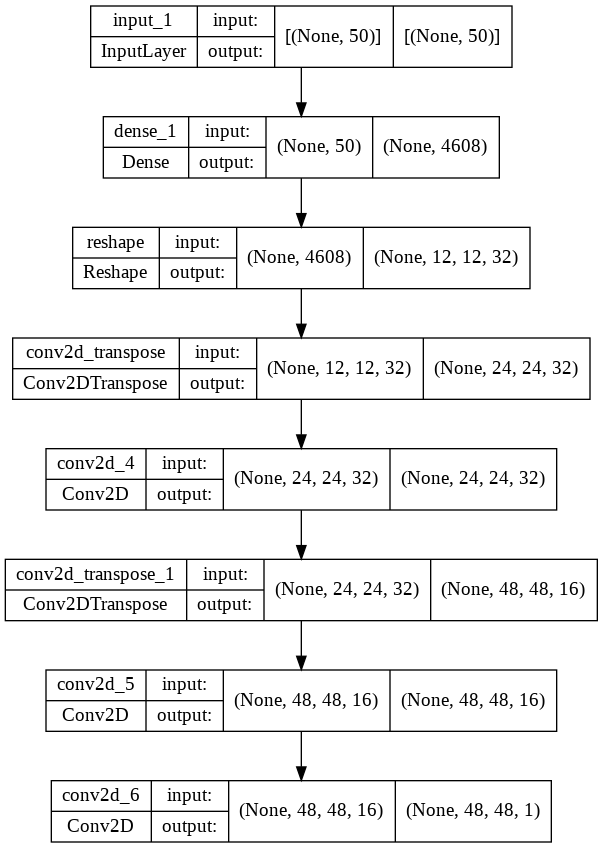 input_1 input: [(None, 50)] [(None, 50)]
InputLayer output:
dense_1 input: (None, 50) (None, 4608)
Dense output:
reshape input: (None, 4608) (None, 12, 12, 32)
Reshape output:
conv2d_transpose input: (None, 12, 12, 32) (None, 24, 24, 32)
Conv2DTranspose output:
conv2d_4 input: (None, 24, 24, 32) (None, 24, 24, 32)
Conv2D output:
conv2d_transpose_1 input: (None, 24, 24, 32) (None, 48, 48, 16)
Conv2DTranspose output:
conv2d_5 input: (None, 48, 48, 16) (None, 48, 48, 16)
Conv2D output:
conv2d_6 input: (None, 48, 48, 16) (None, 48, 48, 1)
Conv2D output: